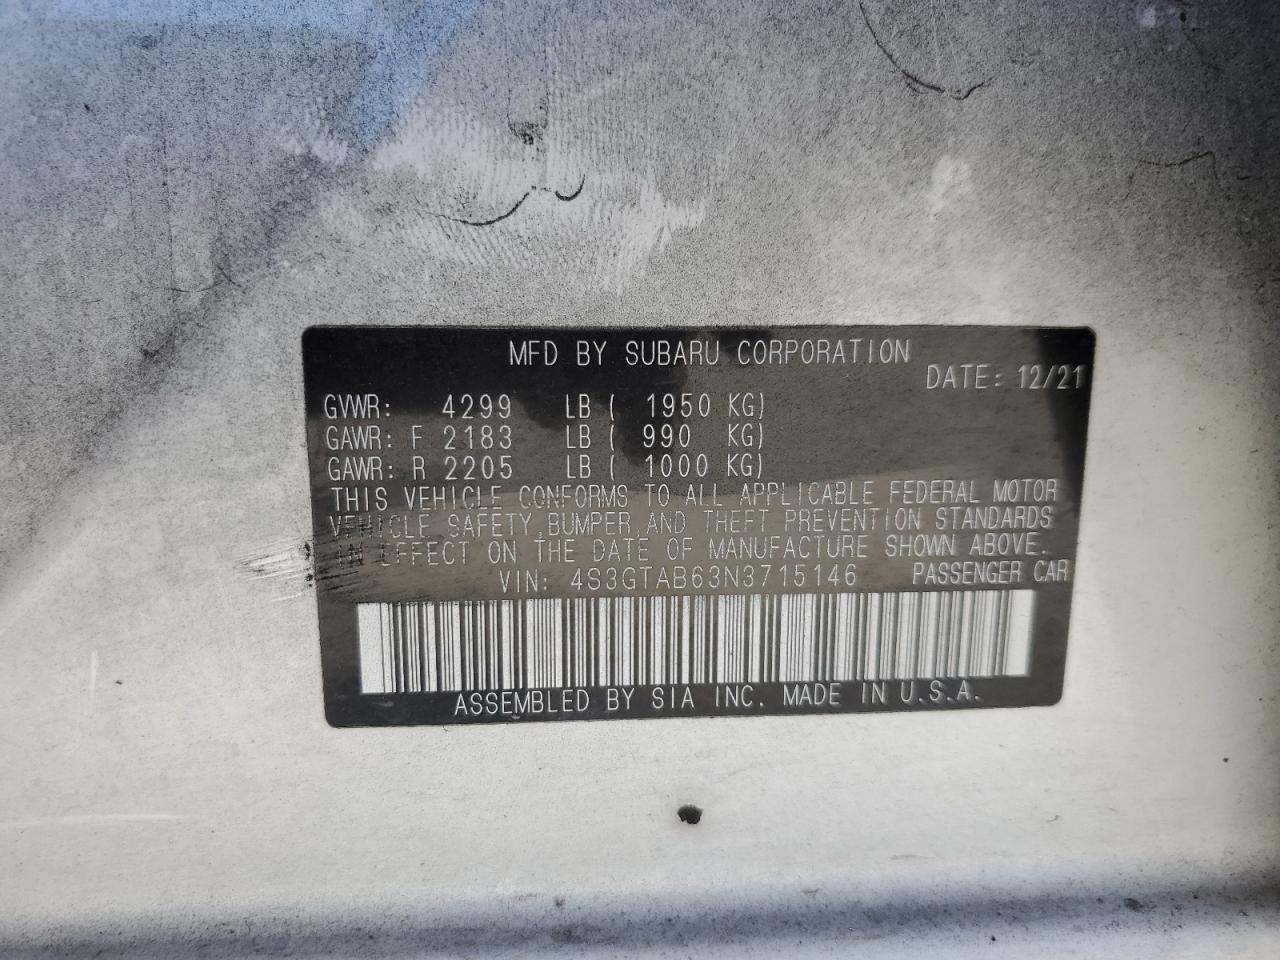 MFD BY SUBARU CORPORATION
DATE: 12/21
GVWR: 4299 LB ( 1950 KG)
GAWR: F 2183 LB ( 990 KG)
GAWR: R 2205 LB ( 1000 KG)
THIS VEHICLE CONFORMS TO ALL APPLICABLE FEDERAL MOTOR
VEHICLE SAFETY,BUMPER,AND THEFT PREVENTION STANDARDS
IN EFFECT ON THE DATE OF MANUFACTURE SHOWN ABOVE.
VIN: 4S3GTAB63N3715146 PASSENGER CAR
ASSEMBLED BY SIA INC. MADE IN U.S.A.